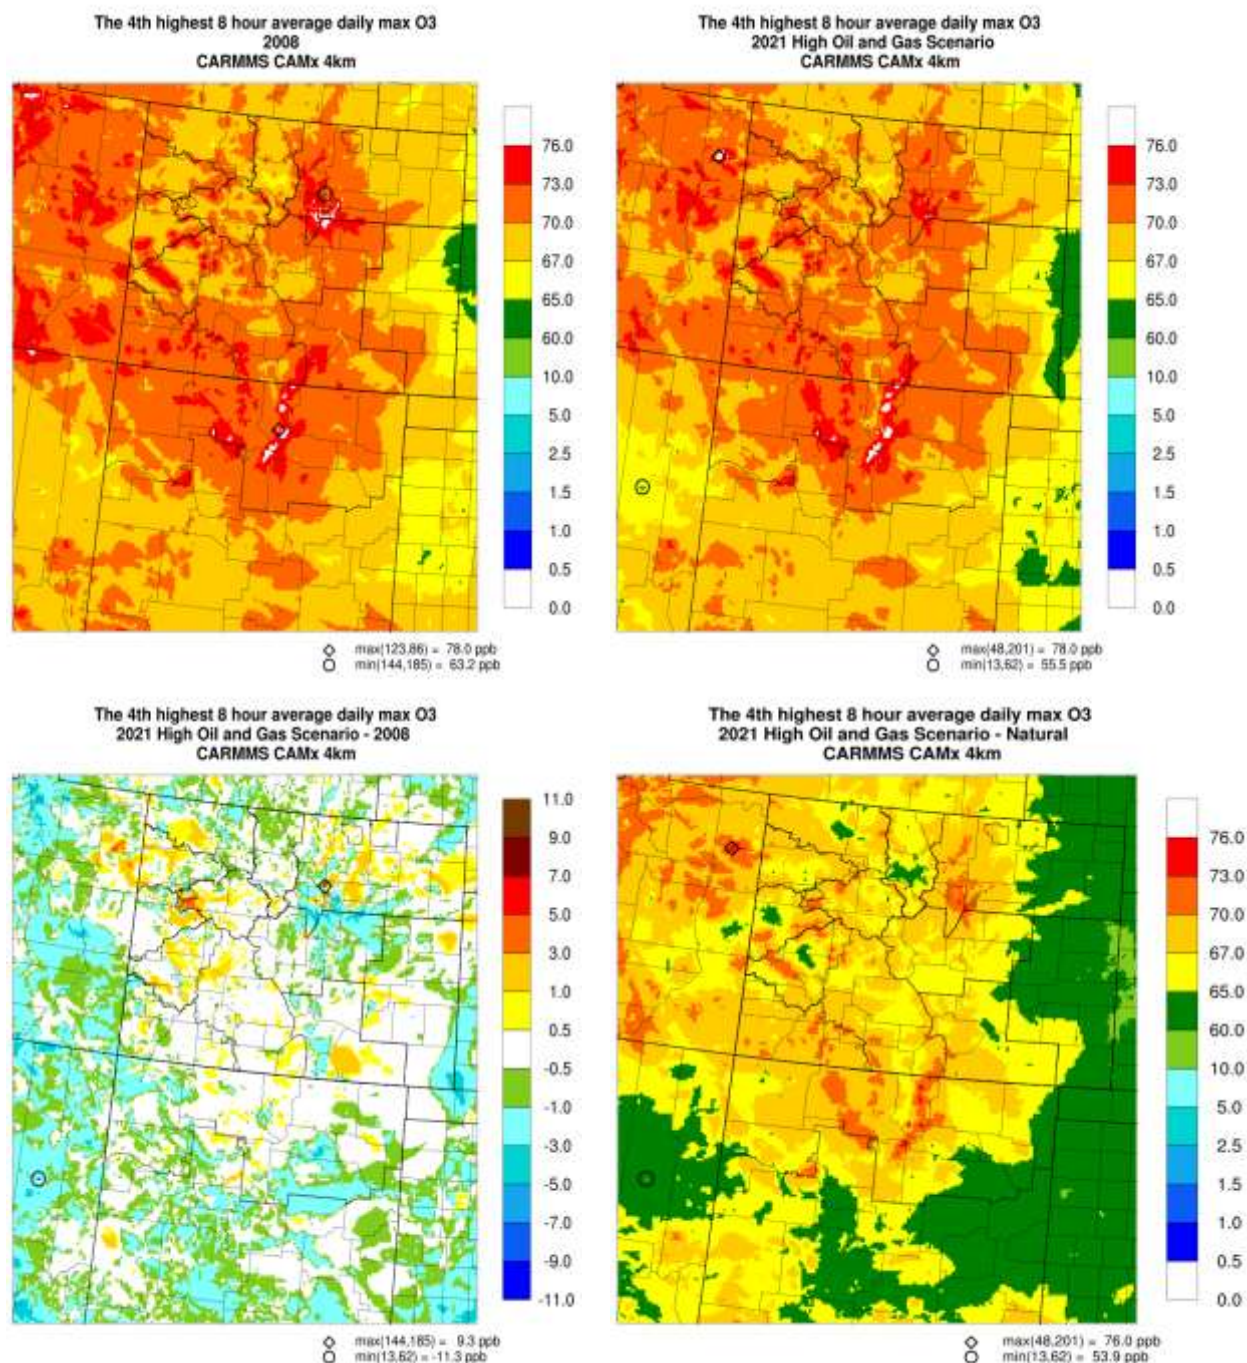 The 4th highest 8 hour average daily max O3
2008
CARMMS CAMx 4km
76.0
73.0
70.0
67.0
65.0
60.0
10.0
5.0
2.5
1.5
1.0
0.5
0.0
max(123,86) = 78.0 ppb
min(144,185) = 63.2 ppb
The 4th highest 8 hour average daily max O3
2021 High Oil and Gas Scenario
CARMMS CAMx 4km
76.0
73.0
70.0
67.0
65.0
60.0
10.0
5.0
2.5
1.5
1.0
0.5
0.0
max(48,201) = 78.0 ppb
min(13,62) = 55.5 ppb
The 4th highest 8 hour average daily max O3
2021 High Oil and Gas Scenario - 2008
CARMMS CAMx 4km
11.0
9.0
7.0
5.0
3.0
1.0
0.5
-0.5
-1.0
-3.0
-5.0
-7.0
-9.0
-11.0
max(144,185) = 9.3 ppb
min(13,62) = -11.3 ppb
The 4th highest 8 hour average daily max O3
2021 High Oil and Gas Scenario - Natural
CARMMS CAMx 4km
76.0
73.0
70.0
67.0
65.0
60.0
10.0
5.0
2.5
1.5
1.0
0.5
0.0
max(48,201) = 76.0 ppb
min(13,62) = 53.9 ppb